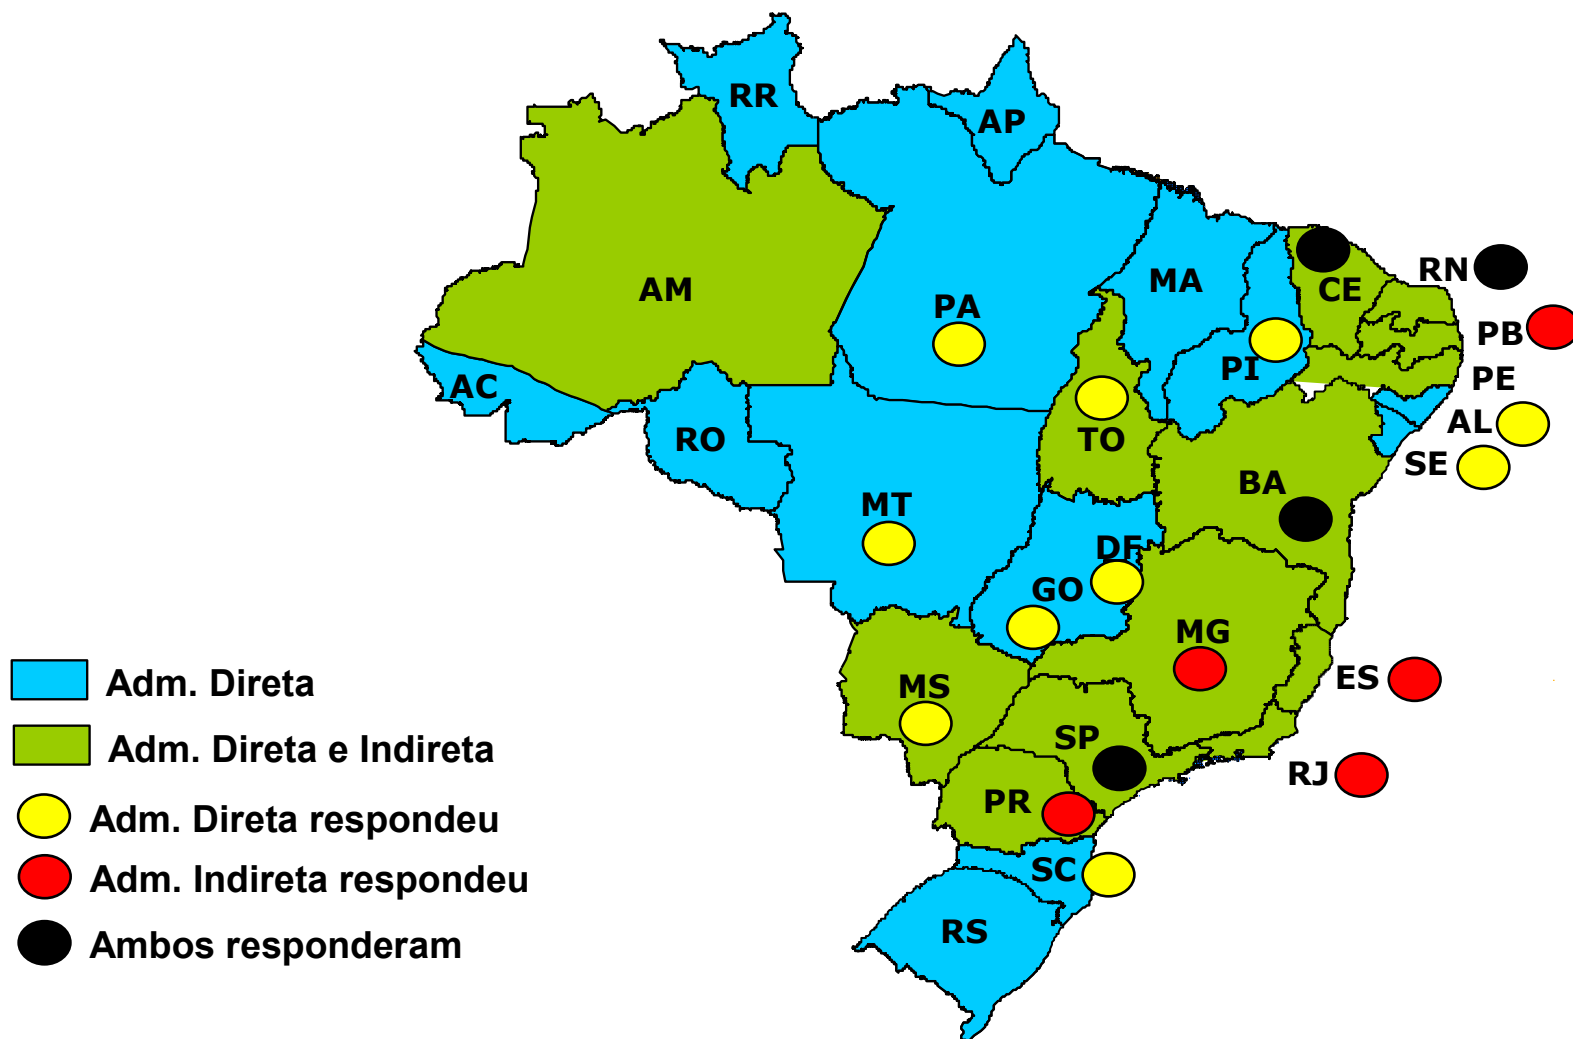 RR
AP
AM
PA
MA
CE
RN
PB
PI
PE
AC
AL
TO
RO
SE
BA
MT
DF
GO
MG
ES
MS
SP
RJ
PR
SC
RS
Adm. Direta
Adm. Direta e Indireta
Adm. Direta respondeu
Adm. Indireta respondeu
Ambos responderam